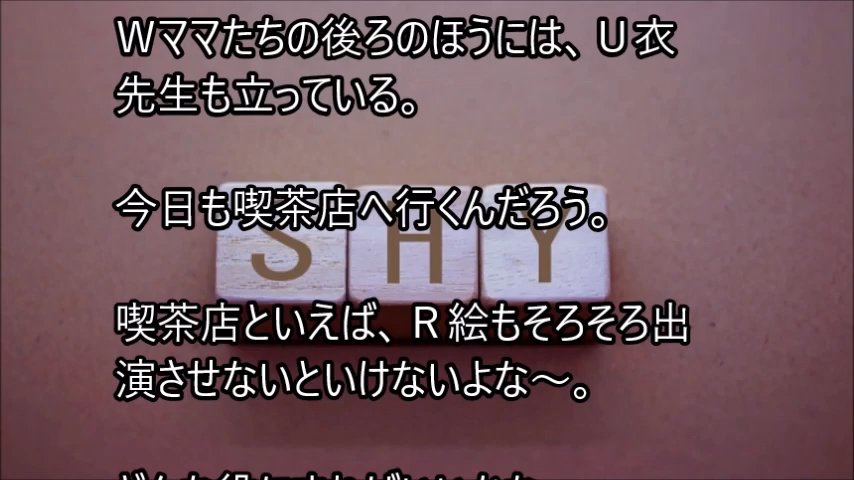 Wママたちの後ろのほうには、U衣
先生も立っている。
今日も喫茶店へ行くんだろう。
SHY
喫茶店といえば、R絵もそろそろ出
演させないといけないよな～。